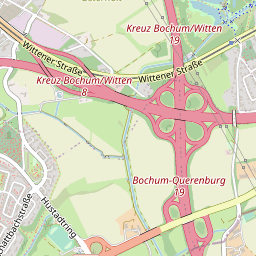 Kreuz Bochum/Witten
19
Wittener Straße
Wittener Straße
Kreuz Bochum/Witten
8
Bochum-Querenburg
19
Hustadtring